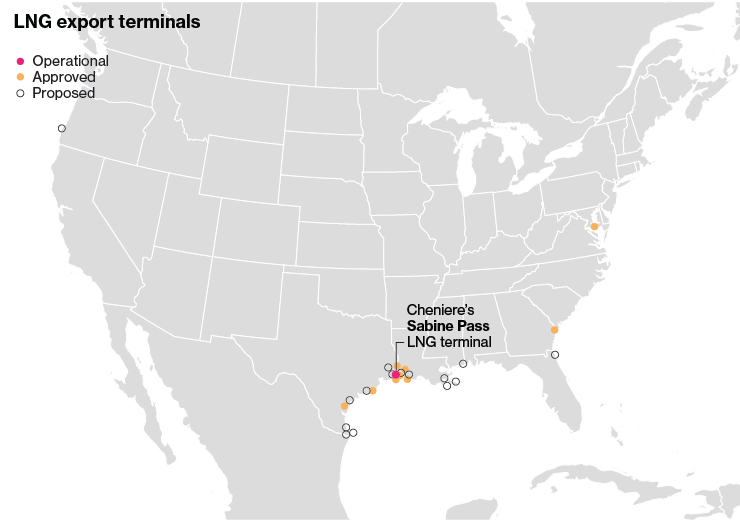 LNG export terminals
Operational
Approved
Proposed
Cheniere’s
Sabine Pass
LNG terminal